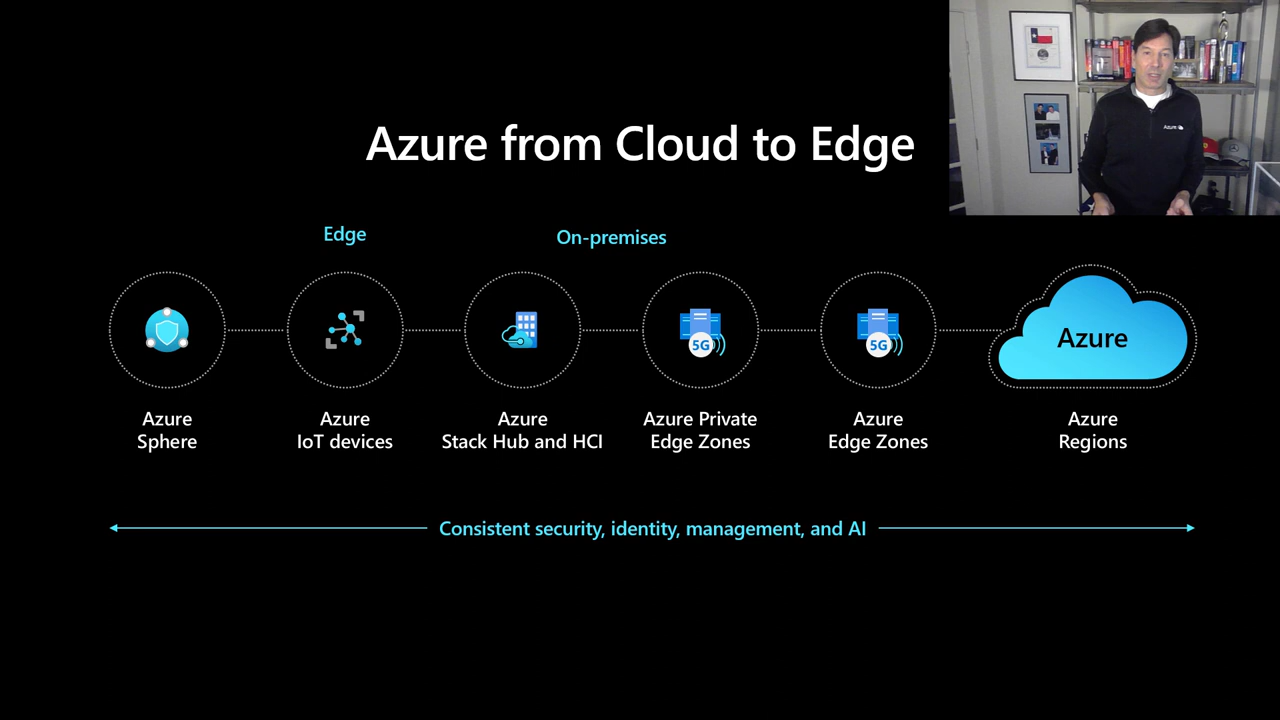 Azure from Cloud to Edge
Azure
Edge
On-premises
5G
5G
Azure
Azure
Sphere
Azure
IoT devices
Azure
Stack Hub and HCI
Azure Private
Edge Zones
Azure
Edge Zones
Azure
Regions
Consistent security, identity, management, and AI